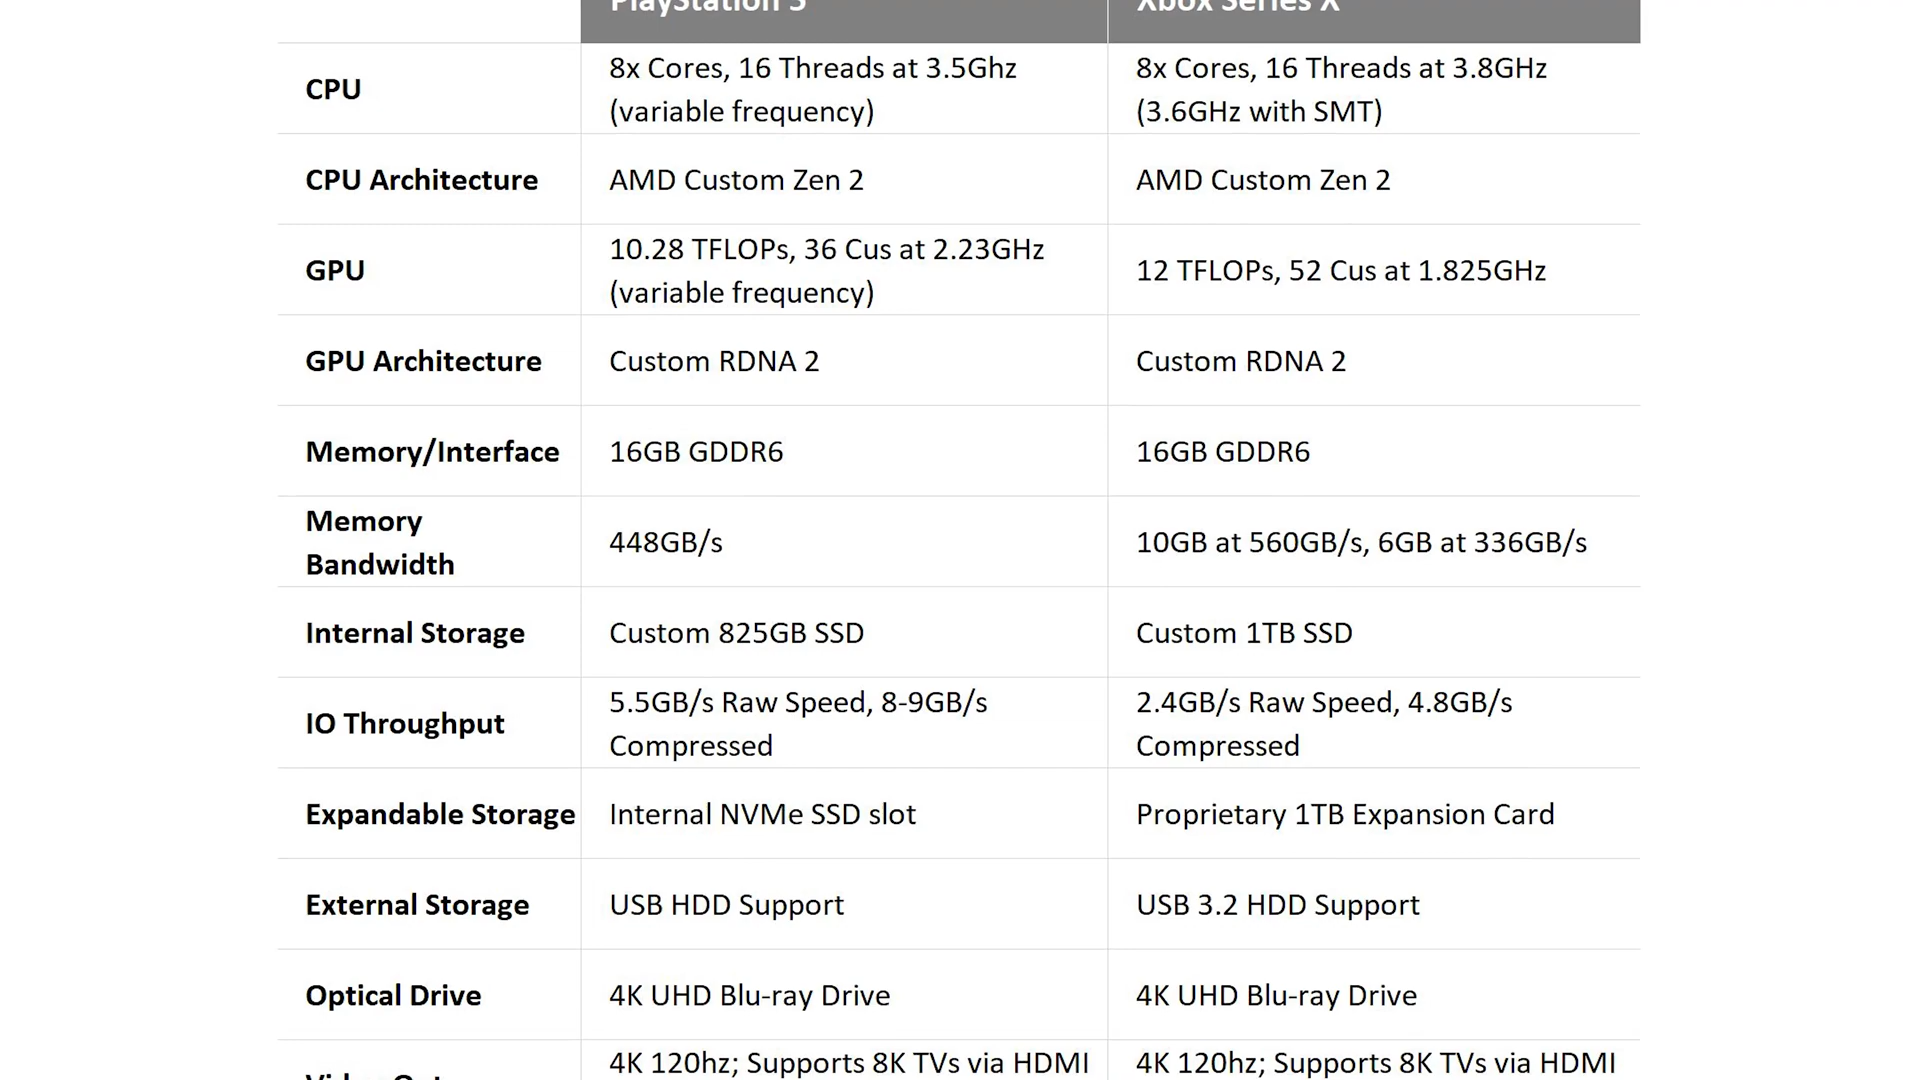 PlayStation 5
Xbox Series X
CPU
8x Cores, 16 Threads at 3.5Ghz
(variable frequency)
8x Cores, 16 Threads at 3.8GHz
(3.6GHz with SMT)
CPU Architecture
AMD Custom Zen 2
AMD Custom Zen 2
GPU
10.28 TFLOPs, 36 Cus at 2.23GHz
(variable frequency)
12 TFLOPs, 52 Cus at 1.825GHz
GPU Architecture
Custom RDNA 2
Custom RDNA 2
Memory/Interface
16GB GDDR6
16GB GDDR6
Memory
Bandwidth
448GB/s
10GB at 560GB/s, 6GB at 336GB/s
Internal Storage
Custom 825GB SSD
Custom 1TB SSD
IO Throughput
5.5GB/s Raw Speed, 8-9GB/s
Compressed
2.4GB/s Raw Speed, 4.8GB/s
Compressed
Expandable Storage
Internal NVMe SSD slot
Proprietary 1TB Expansion Card
External Storage
USB HDD Support
USB 3.2 HDD Support
Optical Drive
4K UHD Blu-ray Drive
4K UHD Blu-ray Drive
4K 120hz; Supports 8K TVs via HDMI
4K 120hz; Supports 8K TVs via HDMI